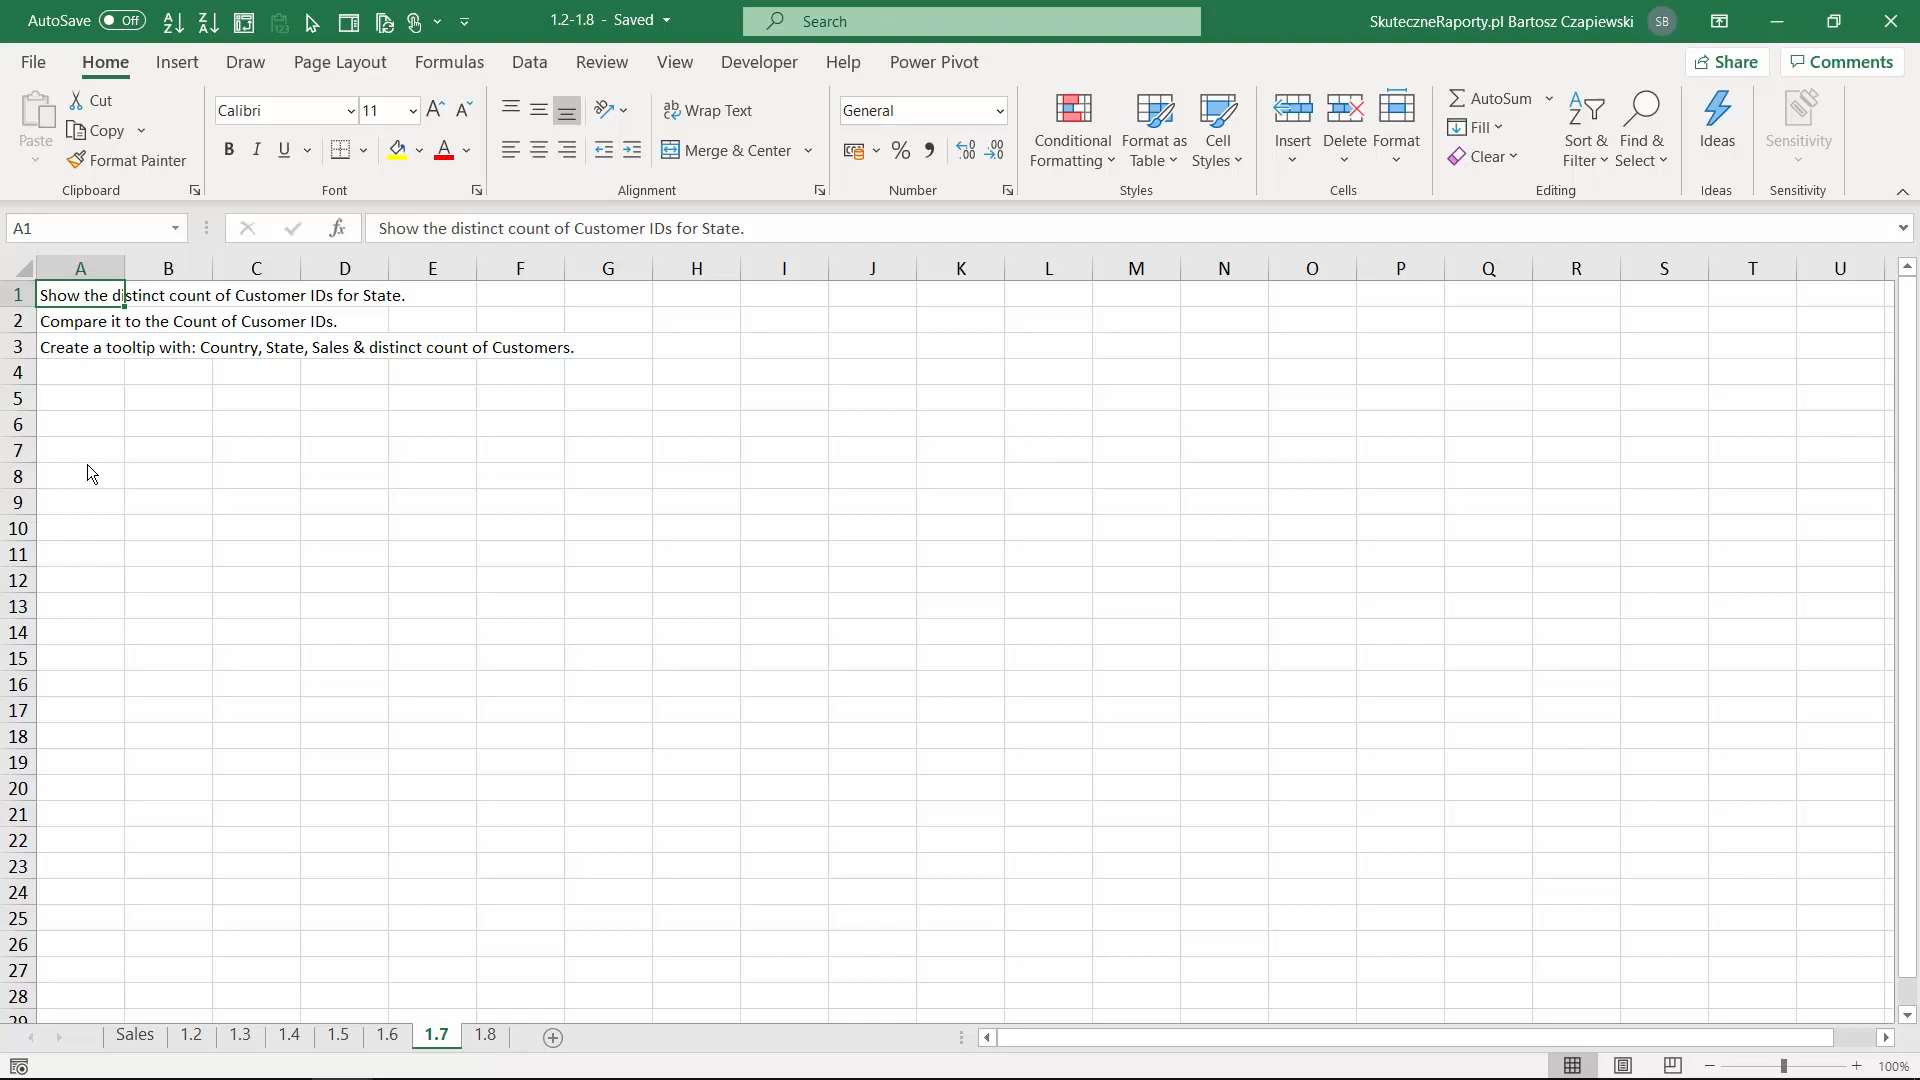 AutoSave Off 1.2-1.8 - Saved Search SkuteczneRaporty.pl Bartosz Czapiewski SB
File Home Insert Draw Page Layout Formulas Data Review View Developer Help Power Pivot Share Comments
Paste
Cut
Copy
Format Painter
Clipboard
Calibri 11
B I U A
Font
Wrap Text
Merge & Center
Alignment
General
%
Number
Conditional Formatting
Format as Table
Cell Styles
Styles
Insert Delete Format
Cells
AutoSum
Fill
Clear
Sort & Filter
Find & Select
Editing
Ideas
Ideas
Sensitivity
Sensitivity
A1 fx Show the distinct count of Customer IDs for State.
A B C D E F G H I J K L M N O P Q R S T U
1 Show the distinct count of Customer IDs for State.
2 Compare it to the Count of Cusomer IDs.
3 Create a tooltip with: Country, State, Sales & distinct count of Customers.
4
5
6
7
8
9
10
11
12
13
14
15
16
17
18
19
20
21
22
23
24
25
26
27
28
29
Sales 1.2 1.3 1.4 1.5 1.6 1.7 1.8
100%